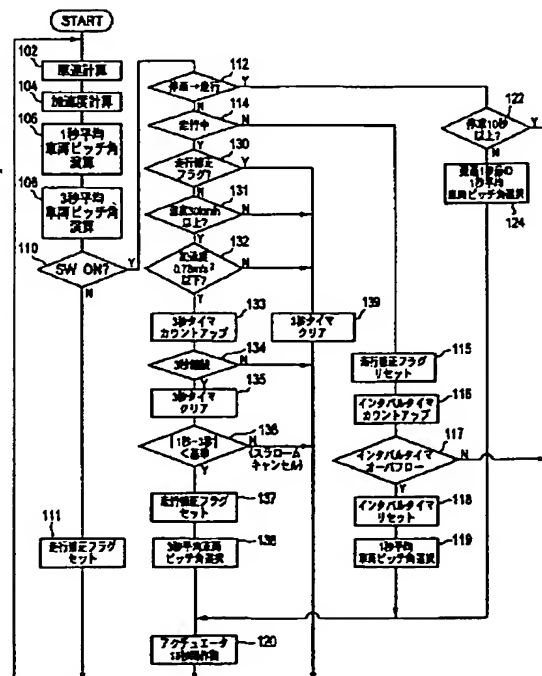 START
102
車速計算
104
加速度計算
106
1秒平均
車両ピッチ角
演算
108
3秒平均
車両ピッチ角
演算
110
SW ON?
Y
N
111
走行補正フラグ
セット
112
停車→走行
Y
N
114
走行中
N
Y
130
走行補正
フラグ?
Y
N
131
速度30km/h
以上?
N
Y
132
加速度
0.78m/s²
以下?
N
Y
133
3秒タイマ
カウントアップ
134
3秒継続
N
Y
135
3秒タイマ
クリア
136
|1秒-3秒|
<基準
N
(スラローム
キャンセル)
Y
137
走行補正フラグ
セット
138
3秒平均車両
ピッチ角選択
139
3秒タイマ
クリア
115
走行補正フラグ
リセット
116
インタバルタイマ
カウントアップ
117
インタバルタイマ
オーバフロー
N
Y
118
インタバルタイマ
リセット
119
1秒平均
車両ピッチ角選択
122
停車10秒
以上?
Y
N
1秒平均
車両ピッチ角選択
124
アクチュエータ
120